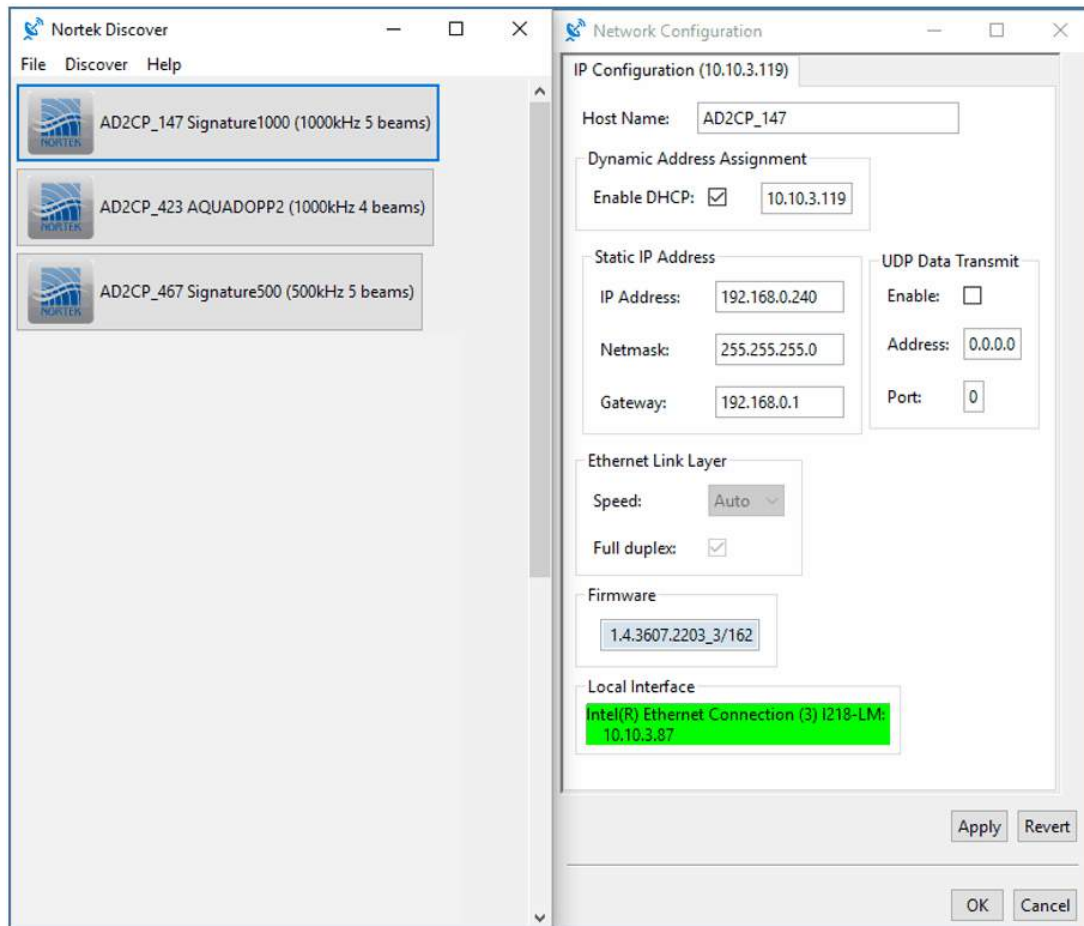 Nortek Discover
File Discover Help
NORTEK
AD2CP_147 Signature1000 (1000kHz 5 beams)
NORTEK
AD2CP_423 AQUADOPP2 (1000kHz 4 beams)
NORTEK
AD2CP_467 Signature500 (500kHz 5 beams)
Network Configuration
IP Configuration (10.10.3.119)
Host Name: AD2CP_147
Dynamic Address Assignment
Enable DHCP: 10.10.3.119
Static IP Address
IP Address: 192.168.0.240
Netmask: 255.255.255.0
Gateway: 192.168.0.1
UDP Data Transmit
Enable:
Address: 0.0.0.0
Port: 0
Ethernet Link Layer
Speed: Auto
Full duplex:
Firmware
1.4.3607.2203_3/162
Local Interface
Intel(R) Ethernet Connection (3) I218-LM:
10.10.3.87
Apply Revert
OK Cancel